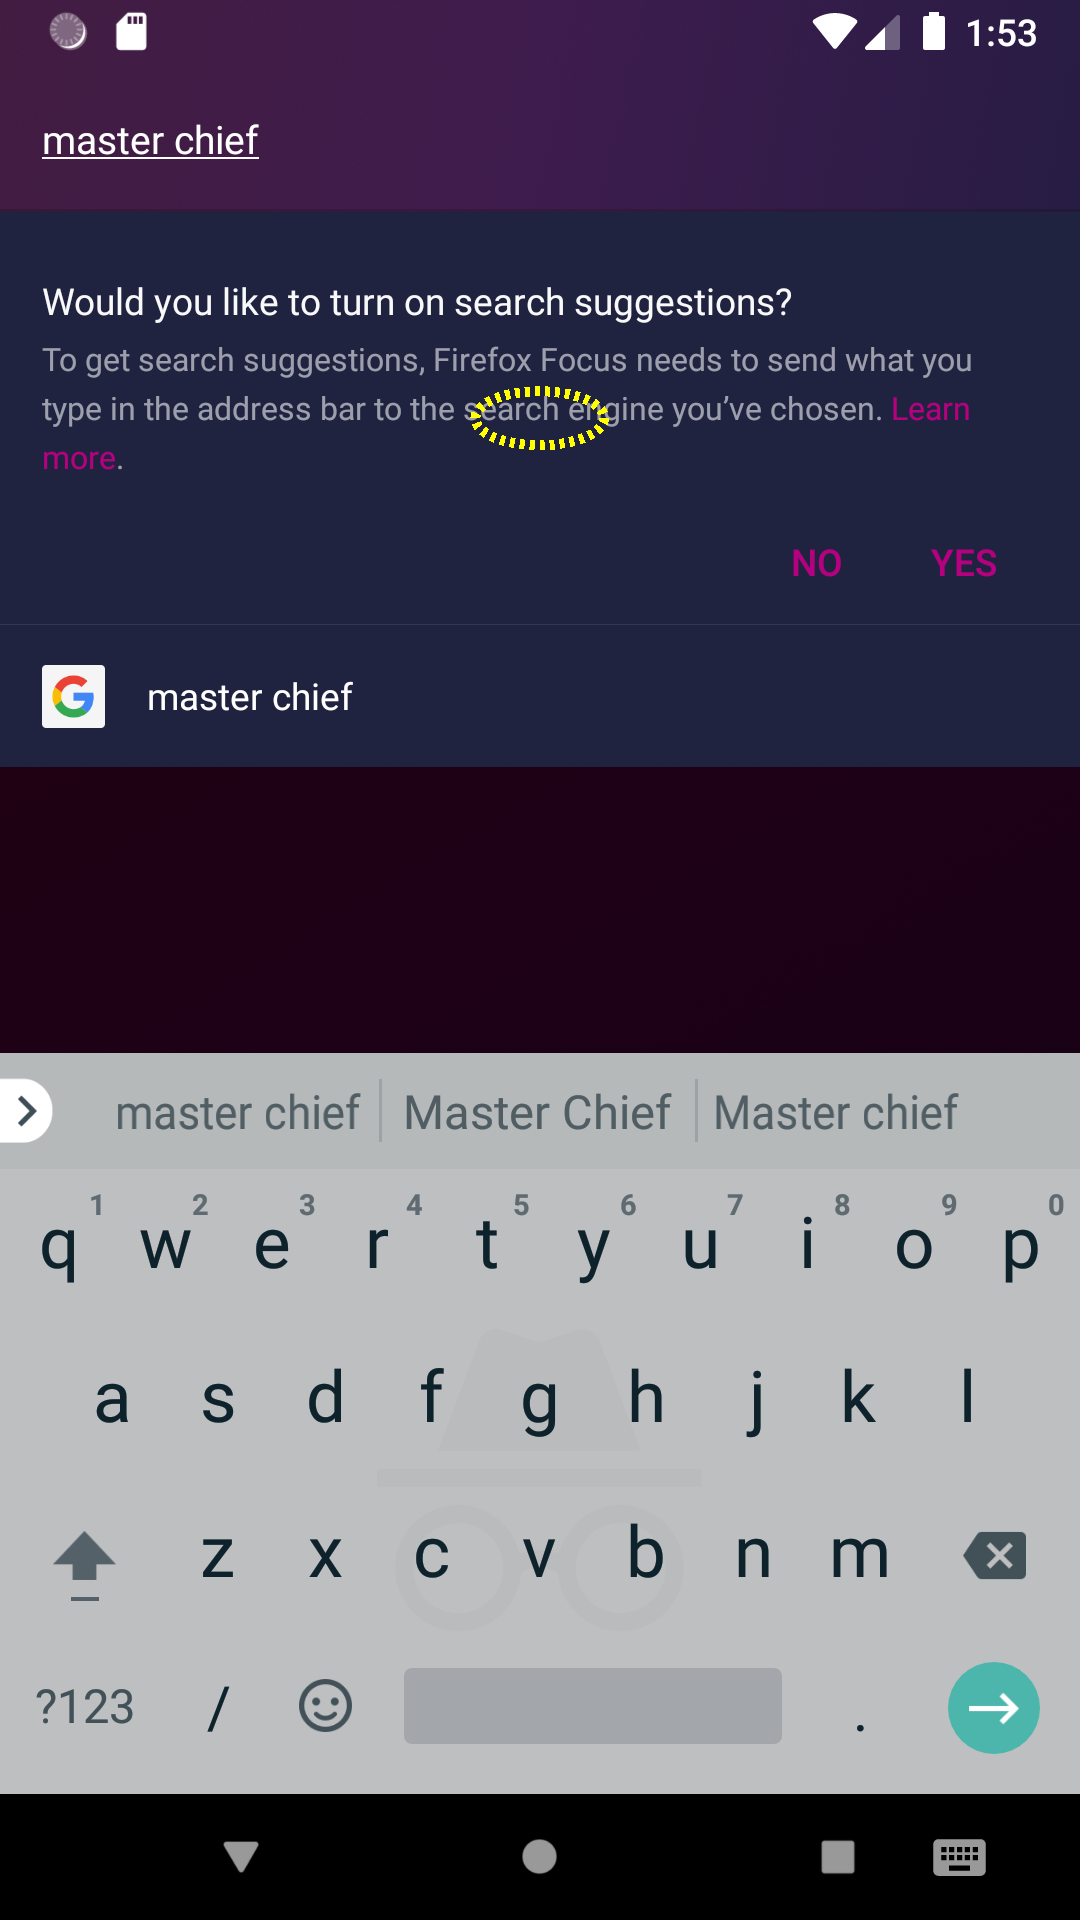 1:53
master chief
Would you like to turn on search suggestions?
To get search suggestions, Firefox Focus needs to send what you
type in the address bar to the search engine you’ve chosen. Learn
more.
NO YES
master chief
master chief Master Chief Master chief
1 2 3 4 5 6 7 8 9 0
q w e r t y u i o p
a s d f g h j k l
z x c v b n m
?123 / .